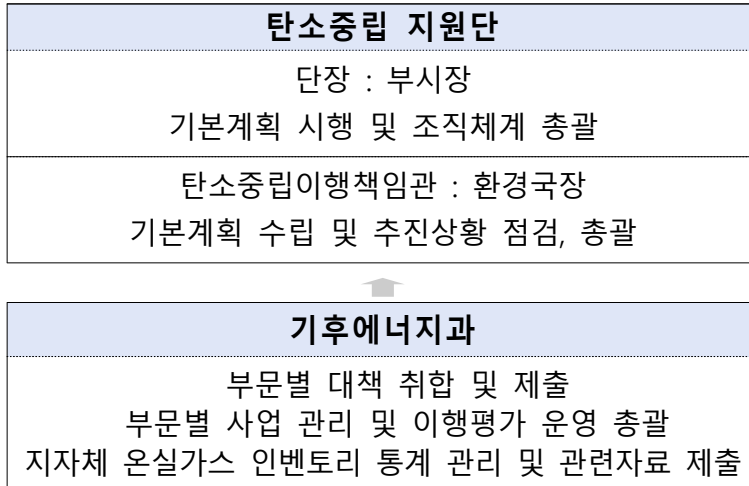 탄소중립 지원단
단장 : 부시장
기본계획 시행 및 조직체계 총괄
탄소중립이행책임관 : 환경국장
기본계획 수립 및 추진상황 점검, 총괄
기후에너지과
부문별 대책 취합 및 제출
부문별 사업 관리 및 이행평가 운영 총괄
지자체 온실가스 인벤토리 통계 관리 및 관련자료 제출